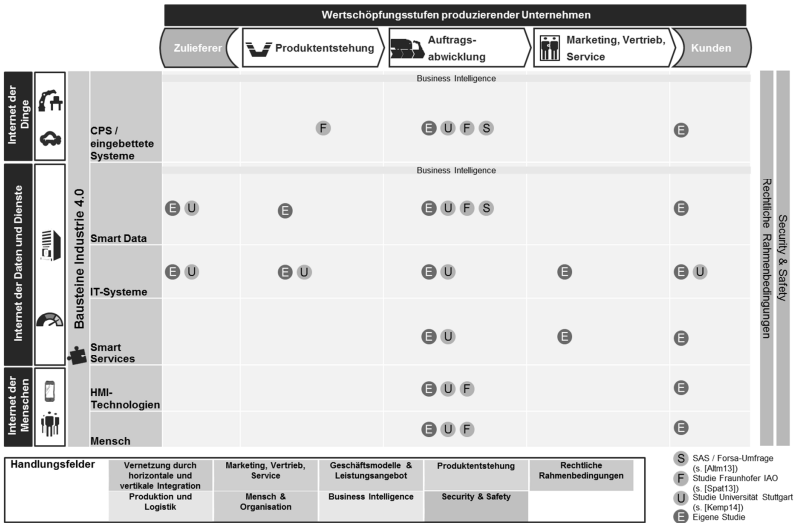 Wertschöpfungsstufen produzierender Unternehmen
Zulieferer
Produktentstehung
Auftrags-
abwicklung
Marketing, Vertrieb,
Service
Kunden
Internet der
Dinge
Internet der Daten und Dienste
Internet der
Menschen
Bausteine Industrie 4.0
Business Intelligence
CPS /
eingebettete
Systeme
F
E U F S
E
Business Intelligence
Smart Data
E U
E
E U F S
E
IT-Systeme
E U
E U
E U
E
E U
Smart
Services
E U
E
E
HMI-
Technologien
E U F
E
Mensch
E U F
E
Rechtliche Rahmenbedingungen
Security & Safety
Handlungsfelder
Vernetzung durch
horizontale und
vertikale Integration
Marketing, Vertrieb,
Service
Geschäftsmodelle &
Leistungsangebot
Produktentstehung
Rechtliche
Rahmenbedingungen
Produktion und
Logistik
Mensch &
Organisation
Business Intelligence
Security & Safety
S SAS / Forsa-Umfrage
(s. [Altm13])
F Studie Fraunhofer IAO
(s. [Spat13])
U Studie Universität Stuttgart
(s. [Kemp14])
E Eigene Studie